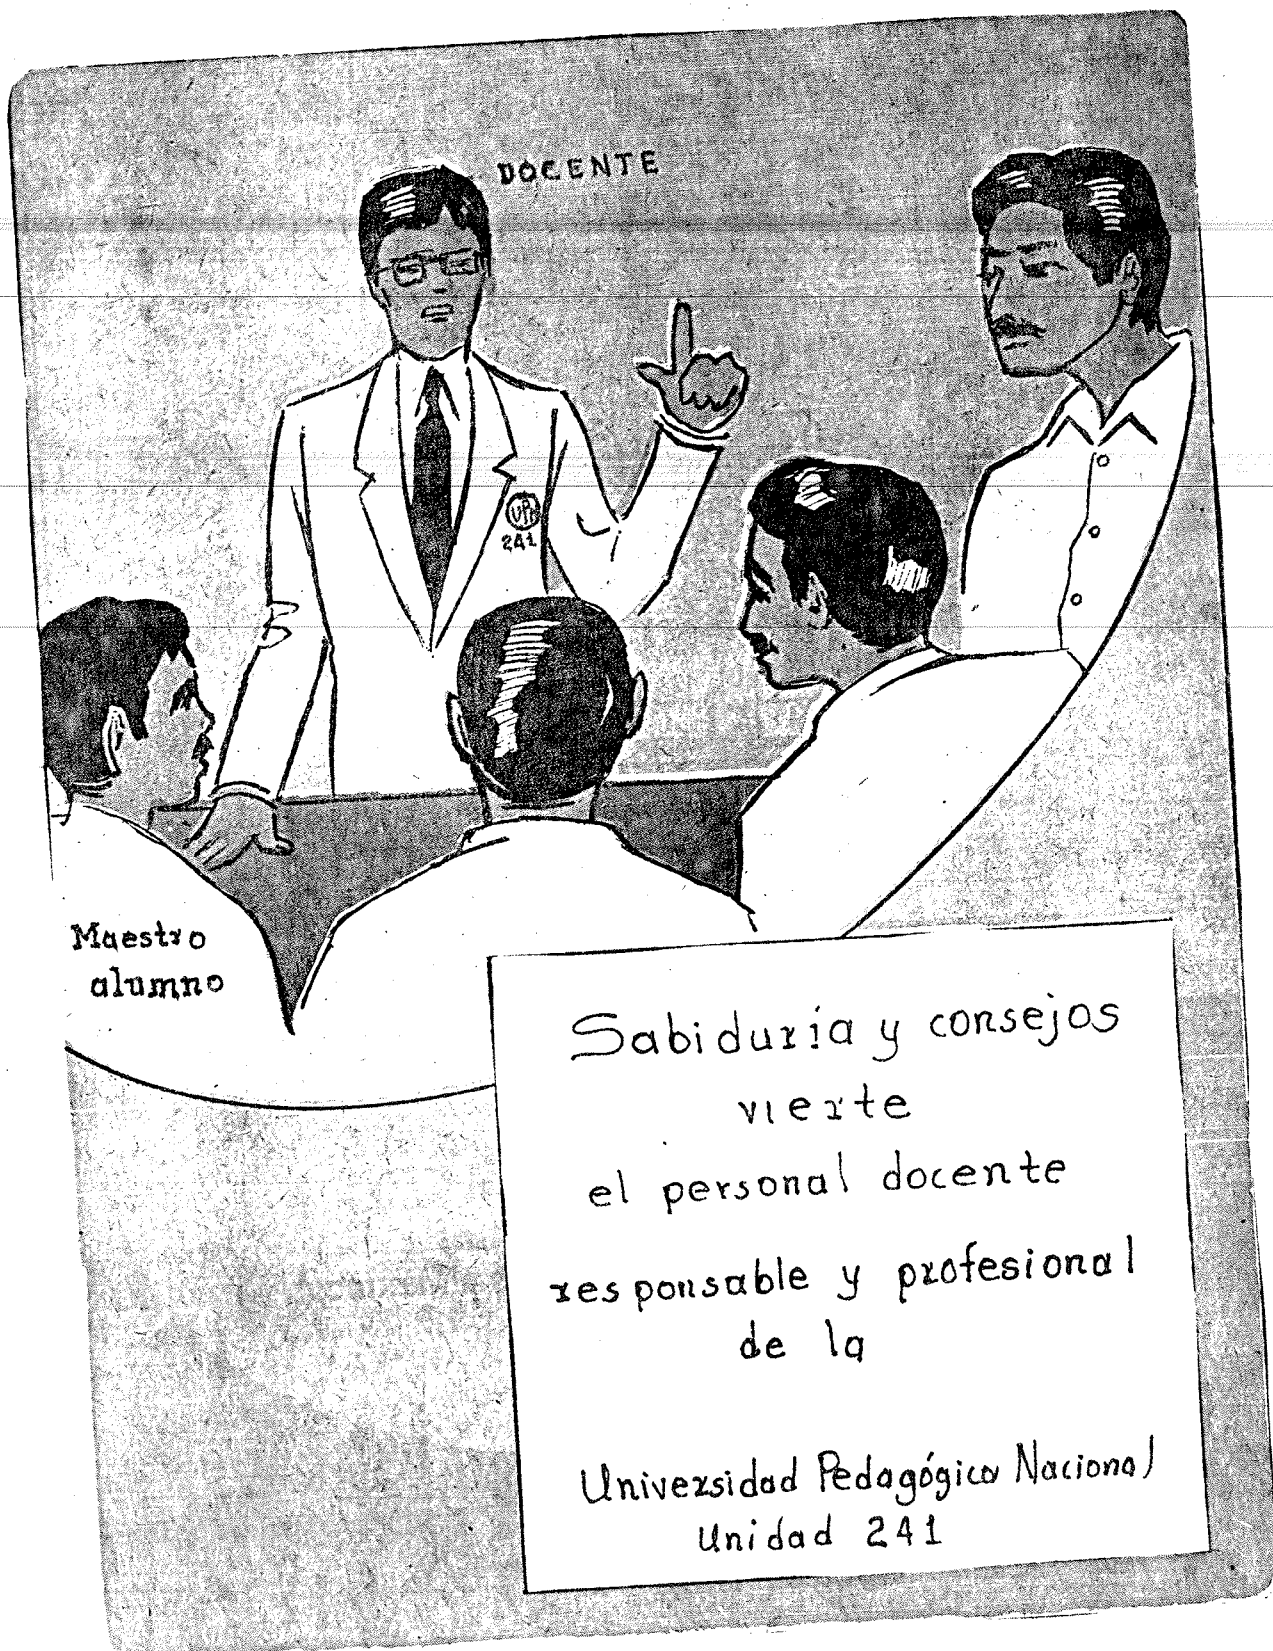 DOCENTE
UPN
241
Maestro
alumno
Sabiduría y consejos
vierte
el personal docente
responsable y profesional
de la
Universidad Pedagógica Nacional
Unidad 241